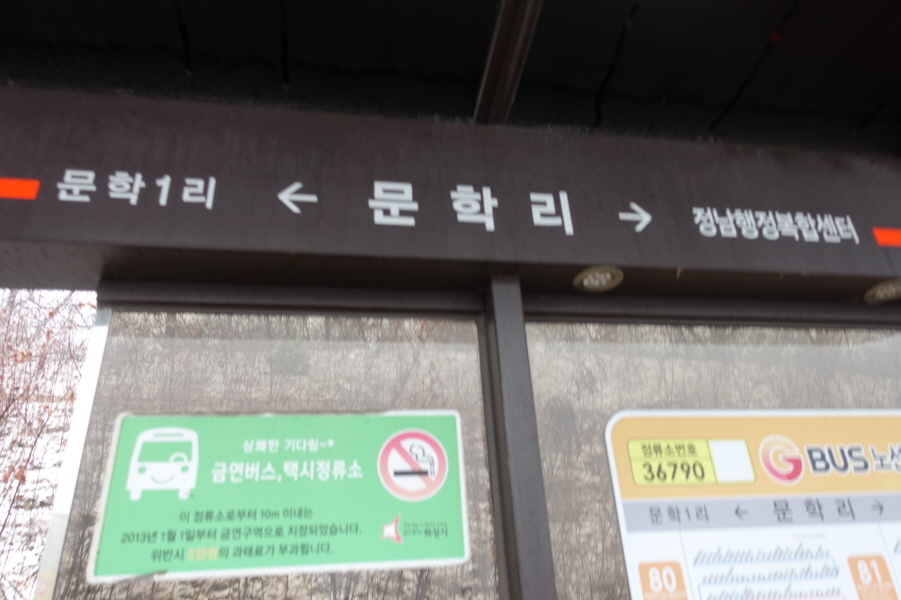 문학1리 ← 문학리 → 정남행정복합센터
상쾌한 기다림~*
금연버스,택시정류소
이 정류소로부터 10m 이내는
2013년 1월 1일부터 금연구역으로 지정되었습니다.
위반시 5만원의 과태료가 부과됩니다.
화성시
정류소번호
36790
G BUS 노선
문학1리 ← 문학리 →
80
81